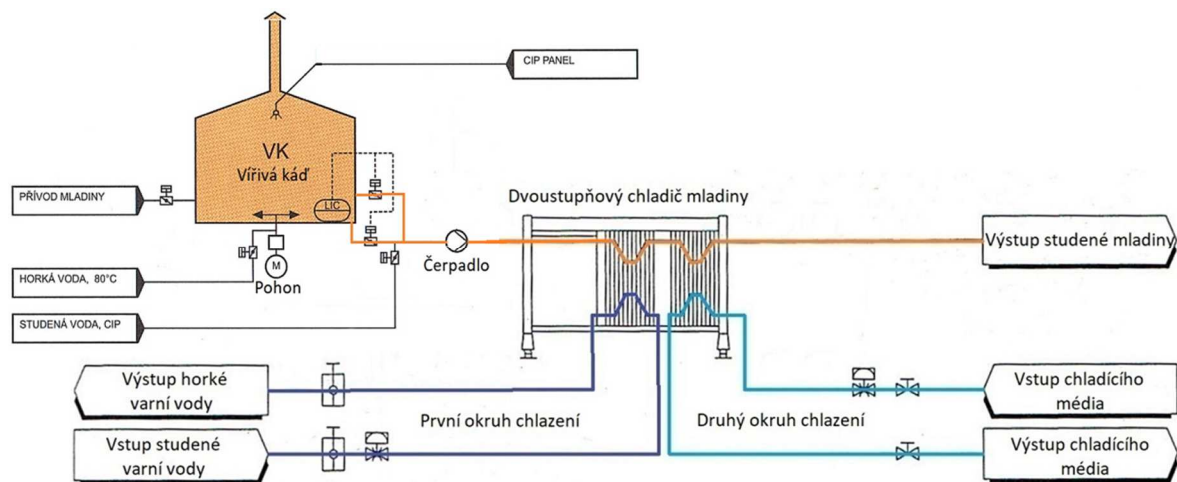 CIP PANEL
VK
Vířivá káď
PŘÍVOD MLADINY
LIC
Dvoustupňový chladič mladiny
Výstup studené mladiny
Čerpadlo
HORKÁ VODA, 80°C
M
Pohon
STUDENÁ VODA, CIP
Výstup horké
varní vody
První okruh chlazení
Druhý okruh chlazení
Vstup chladícího
média
Vstup studené
varní vody
Výstup chladícího
média